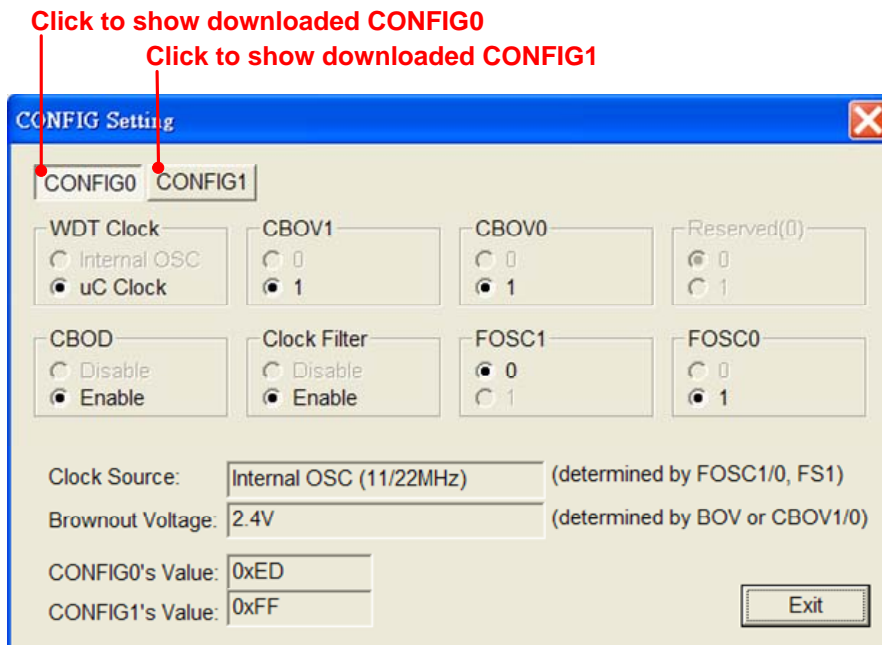 Click to show downloaded CONFIG0
Click to show downloaded CONFIG1
CONFIG Setting
CONFIG0 CONFIG1
WDT Clock CBOV1 CBOV0 Reserved(0)
Internal OSC 0 0 0
uC Clock 1 1 1
CBOD Clock Filter FOSC1 FOSC0
Disable Disable 0 0
Enable Enable 1 1
Clock Source: Internal OSC (11/22MHz) (determined by FOSC1/0, FS1)
Brownout Voltage: 2.4V (determined by BOV or CBOV1/0)
CONFIG0's Value: 0xED
CONFIG1's Value: 0xFF
Exit